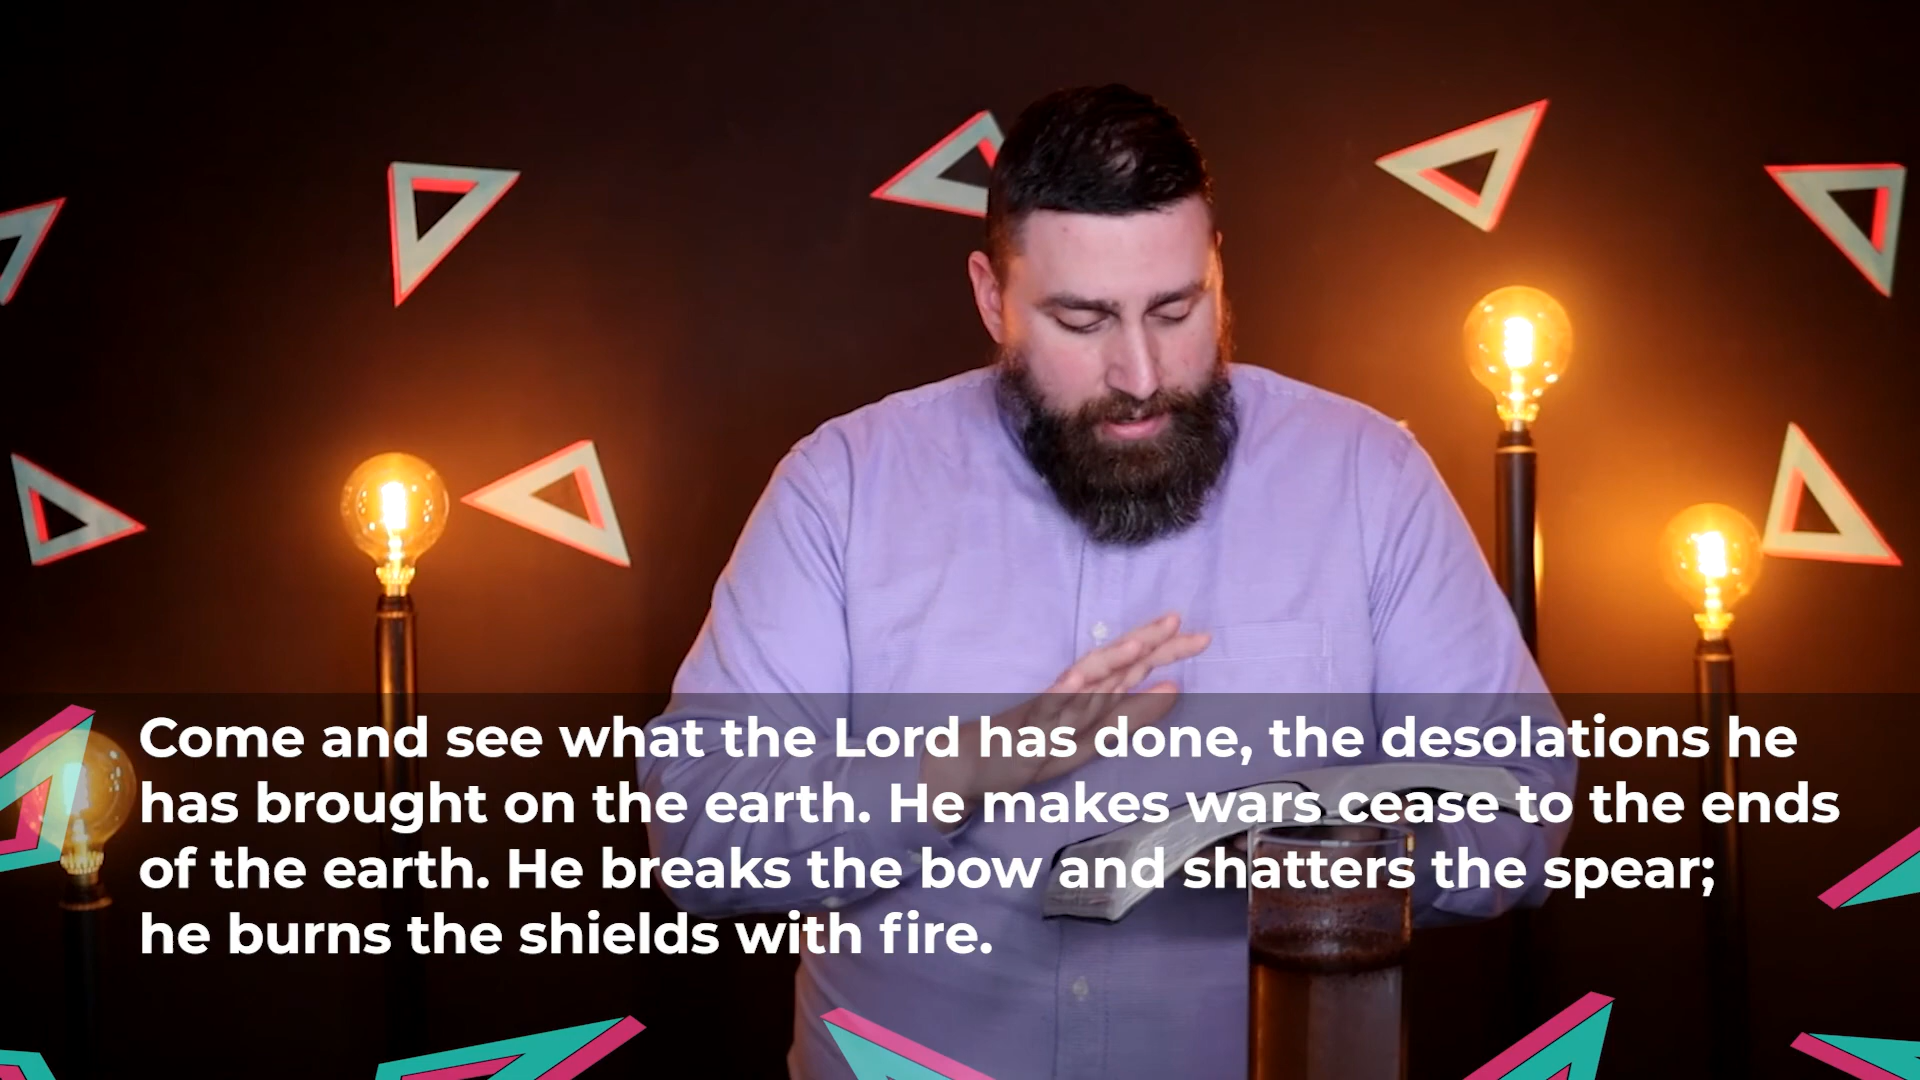 Come and see what the Lord has done, the desolations he
has brought on the earth. He makes wars cease to the ends
of the earth. He breaks the bow and shatters the spear;
he burns the shields with fire.